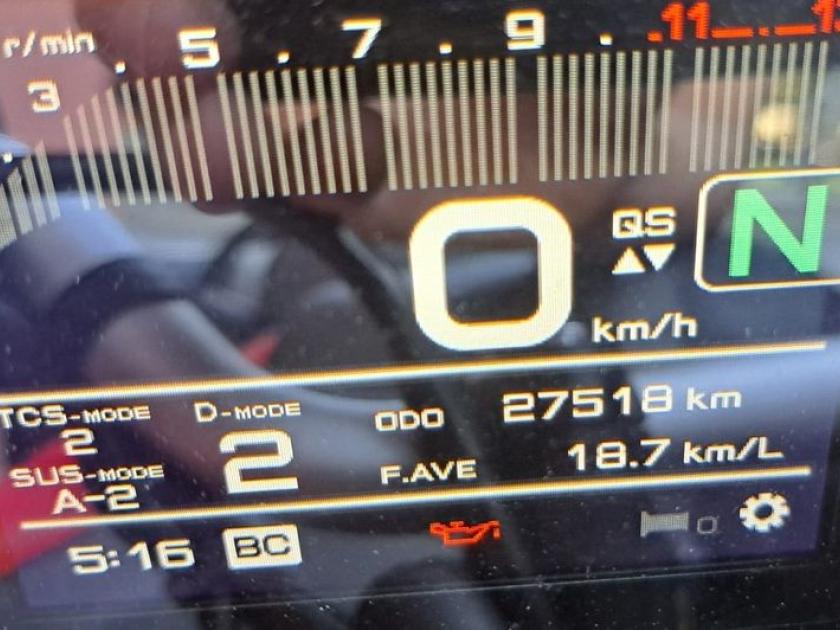 r/min
3 . 5 . 7 . 9 . 11
0
QS
N
km/h
TCS-MODE
2
D-MODE
2
SUS-MODE
A-2
ODO 27518 km
F.AVE 18.7 km/L
5:16 BC
0